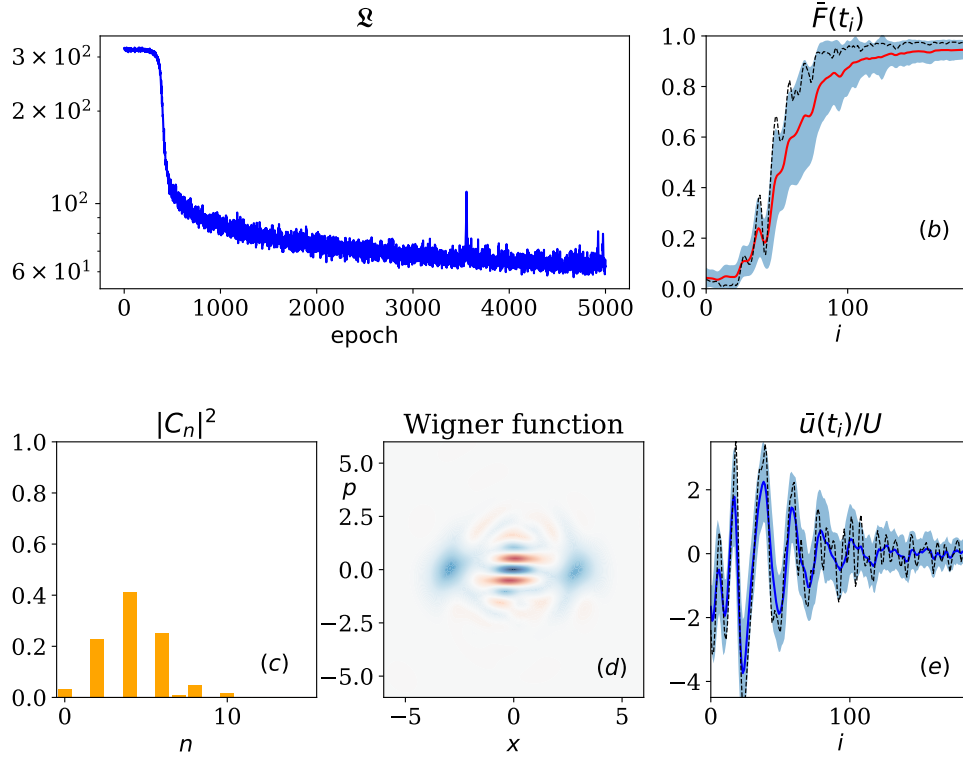 𝔏
3 × 10²
2 × 10²
10²
6 × 10¹
0 1000 2000 3000 4000 5000
epoch
F̄(tᵢ)
1.0
0.8
0.6
0.4
0.2
0.0
(b)
0 100
i
|Cₙ|²
1.0
0.8
0.6
0.4
0.2
0.0
(c)
0 10
n
Wigner function
5.0
p
2.5
0.0
−2.5
−5.0
(d)
−5 0 5
x
ū(tᵢ)/U
2
0
−2
−4
(e)
0 100
i